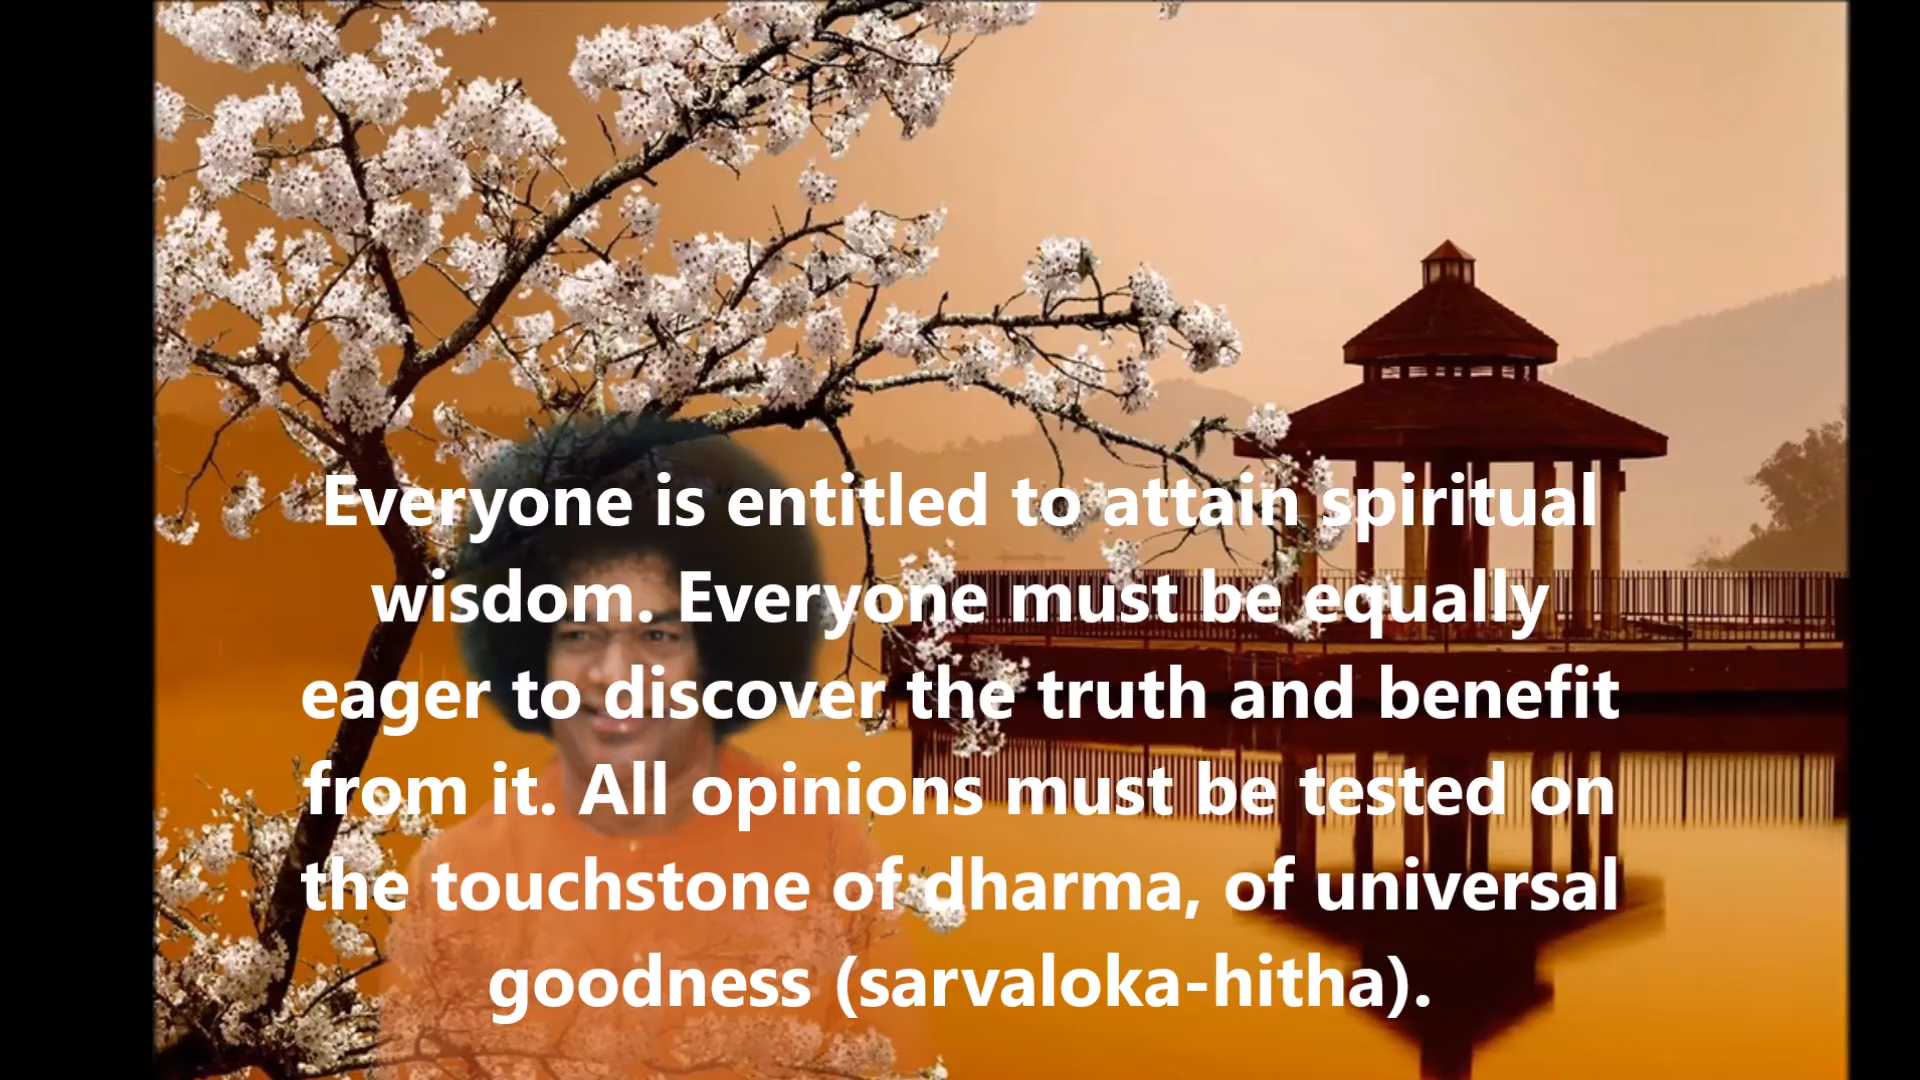 Everyone is entitled to attain spiritual
wisdom. Everyone must be equally
eager to discover the truth and benefit
from it. All opinions must be tested on
the touchstone of dharma, of universal
goodness (sarvaloka-hitha).